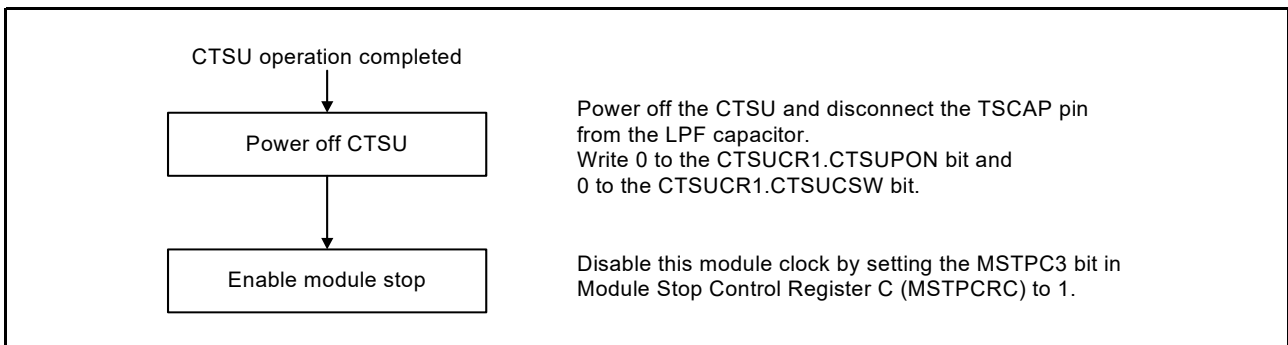 CTSU operation completed
Power off CTSU
Power off the CTSU and disconnect the TSCAP pin
from the LPF capacitor.
Write 0 to the CTSUCR1.CTSUPON bit and
0 to the CTSUCR1.CTSUCSW bit.
Enable module stop
Disable this module clock by setting the MSTPC3 bit in
Module Stop Control Register C (MSTPCRC) to 1.